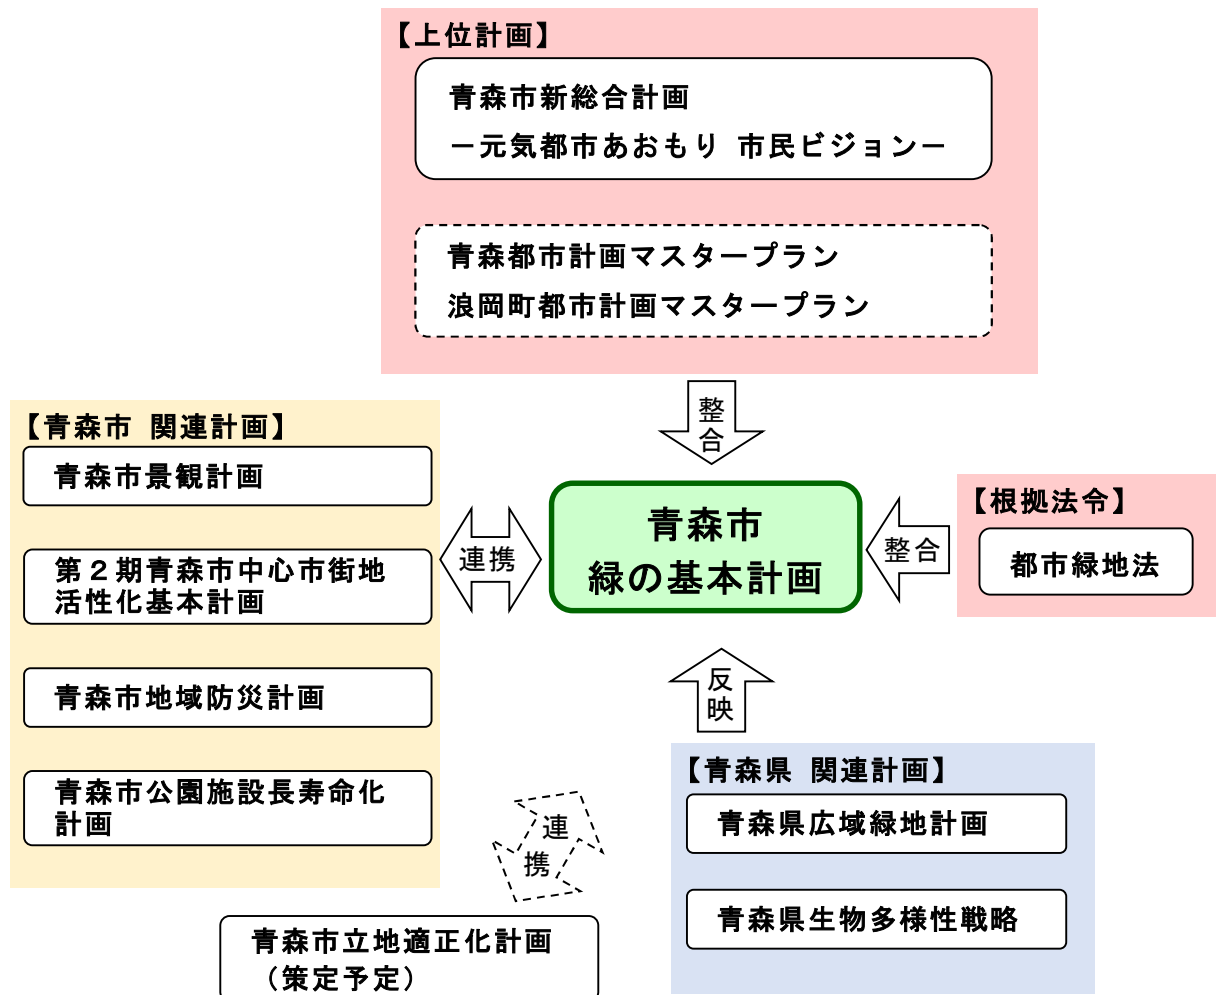 【上位計画】
青森市新総合計画
－元気都市あおもり 市民ビジョン－
青森都市計画マスタープラン
浪岡町都市計画マスタープラン
整
合
【青森市 関連計画】
青森市景観計画
第２期青森市中心市街地
活性化基本計画
青森市地域防災計画
青森市公園施設長寿命化
計画
連携
青森市
緑の基本計画
整合
【根拠法令】
都市緑地法
反
映
【青森県 関連計画】
青森県広域緑地計画
青森県生物多様性戦略
連
携
青森市立地適正化計画
（策定予定）